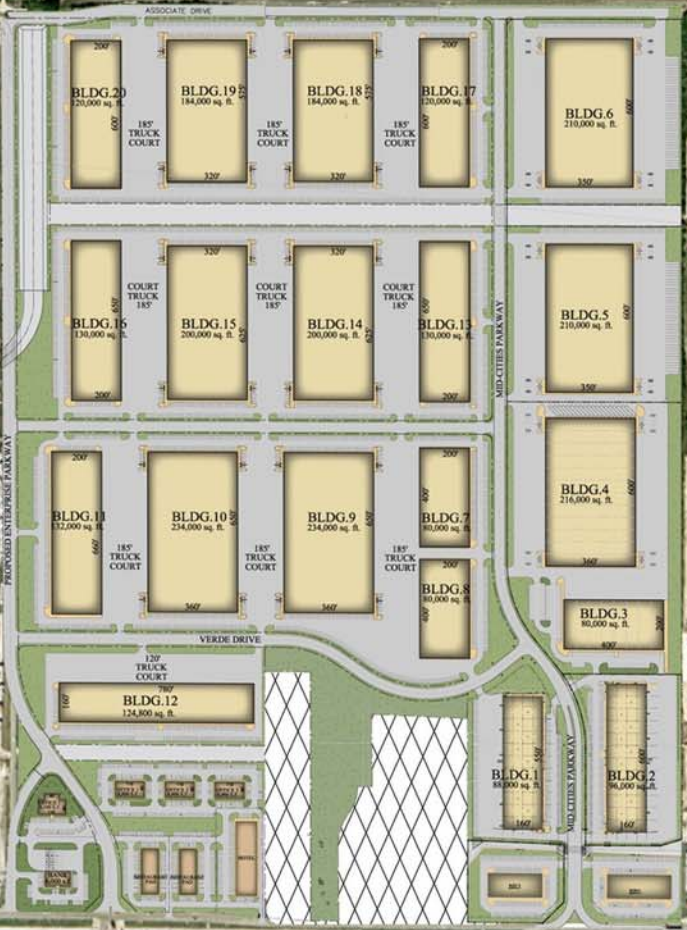 ASSOCIATE DRIVE
200'
BLDG.20
120,000 sq. ft.
600'
185'
TRUCK
COURT
BLDG.19
184,000 sq. ft.
575'
320'
185'
TRUCK
COURT
BLDG.18
184,000 sq. ft.
575'
320'
185'
TRUCK
COURT
200'
BLDG.17
120,000 sq. ft.
600'
BLDG.6
210,000 sq. ft.
600'
350'
BLDG.16
130,000 sq. ft.
650'
200'
COURT
TRUCK
185'
320'
BLDG.15
200,000 sq. ft.
625'
COURT
TRUCK
185'
320'
BLDG.14
200,000 sq. ft.
625'
COURT
TRUCK
185'
650'
BLDG.13
130,000 sq. ft.
200'
MID-CITIES PARKWAY
BLDG.5
210,000 sq. ft.
600'
350'
PROPOSED ENTERPRISE PARKWAY
200'
BLDG.11
132,000 sq. ft.
660'
185'
TRUCK
COURT
BLDG.10
234,000 sq. ft.
650'
360'
185'
TRUCK
COURT
BLDG.9
234,000 sq. ft.
650'
360'
185'
TRUCK
COURT
200'
400'
BLDG.7
80,000 sq. ft.
200'
BLDG.8
80,000 sq. ft.
400'
BLDG.4
216,000 sq. ft.
600'
360'
BLDG.3
80,000 sq. ft.
200'
400'
VERDE DRIVE
120'
TRUCK
COURT
780'
160'
BLDG.12
124,800 sq. ft.
550'
BLDG.1
88,000 sq. ft.
160'
MID-CITIES PARKWAY
600'
BLDG.2
96,000 sq. ft.
160'
HOTEL
BANK